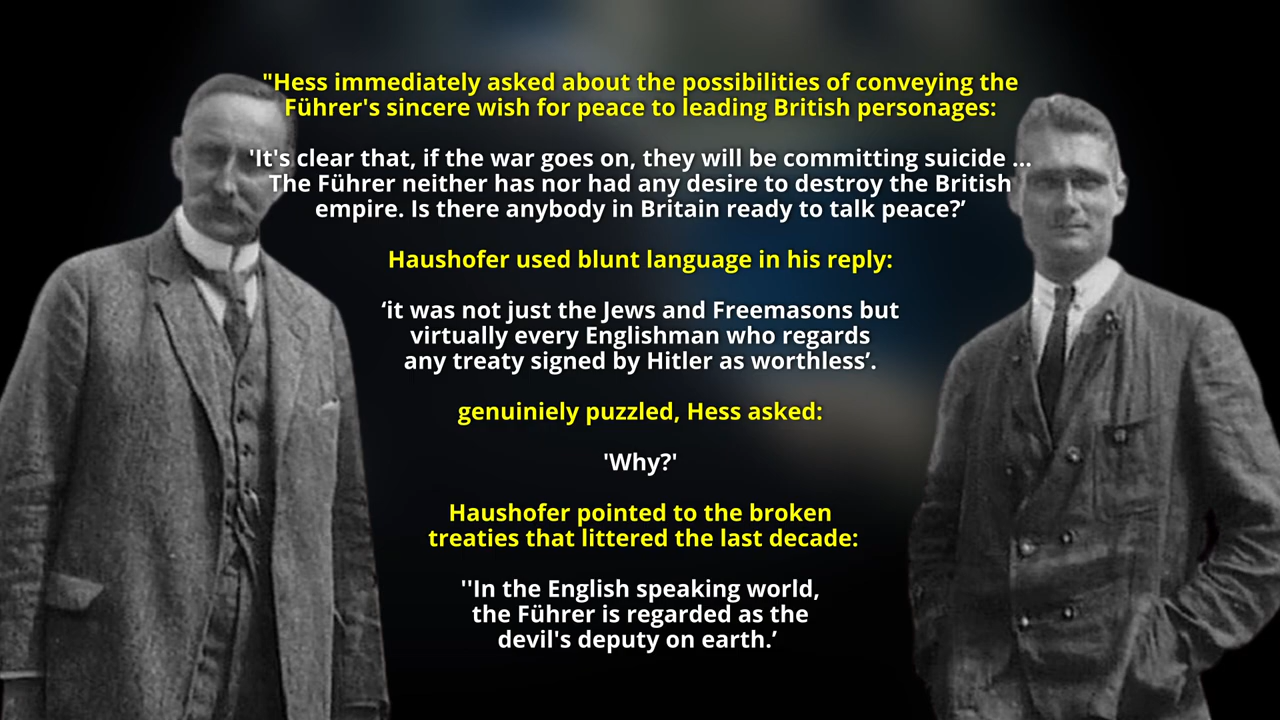 "Hess immediately asked about the possibilities of conveying the
Führer's sincere wish for peace to leading British personages:
'It's clear that, if the war goes on, they will be committing suicide ...
The Führer neither has nor had any desire to destroy the British
empire. Is there anybody in Britain ready to talk peace?’
Haushofer used blunt language in his reply:
‘it was not just the Jews and Freemasons but
virtually every Englishman who regards
any treaty signed by Hitler as worthless’.
genuiniely puzzled, Hess asked:
'Why?'
Haushofer pointed to the broken
treaties that littered the last decade:
''In the English speaking world,
the Führer is regarded as the
devil's deputy on earth.’